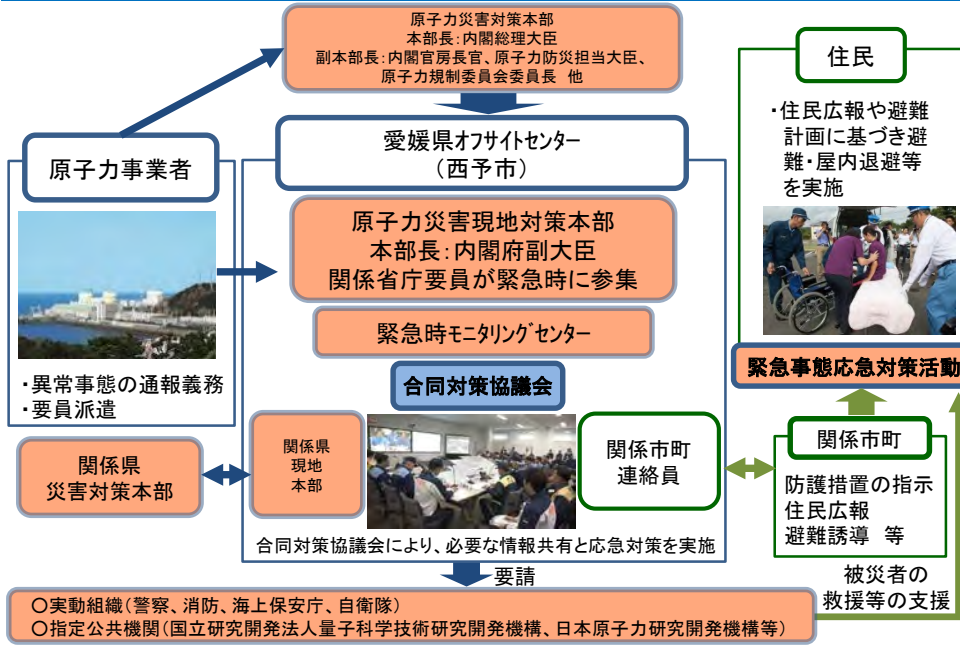 原子力災害対策本部
本部長：内閣総理大臣
副本部長：内閣官房長官、原子力防災担当大臣、
原子力規制委員会委員長 他
愛媛県オフサイトセンター
（西予市）
原子力事業者
・異常事態の通報義務
・要員派遣
原子力災害現地対策本部
本部長：内閣府副大臣
関係省庁要員が緊急時に参集
緊急時モニタリングセンター
合同対策協議会
関係県
災害対策本部
関係県
現地
本部
関係市町
連絡員
合同対策協議会により、必要な情報共有と応急対策を実施
要請
○実動組織（警察、消防、海上保安庁、自衛隊）
○指定公共機関（国立研究開発法人量子科学技術研究開発機構、日本原子力研究開発機構等）
住民
・住民広報や避難
計画に基づき避
難・屋内退避等
を実施
緊急事態応急対策活動
関係市町
防護措置の指示
住民広報
避難誘導 等
被災者の
救援等の支援